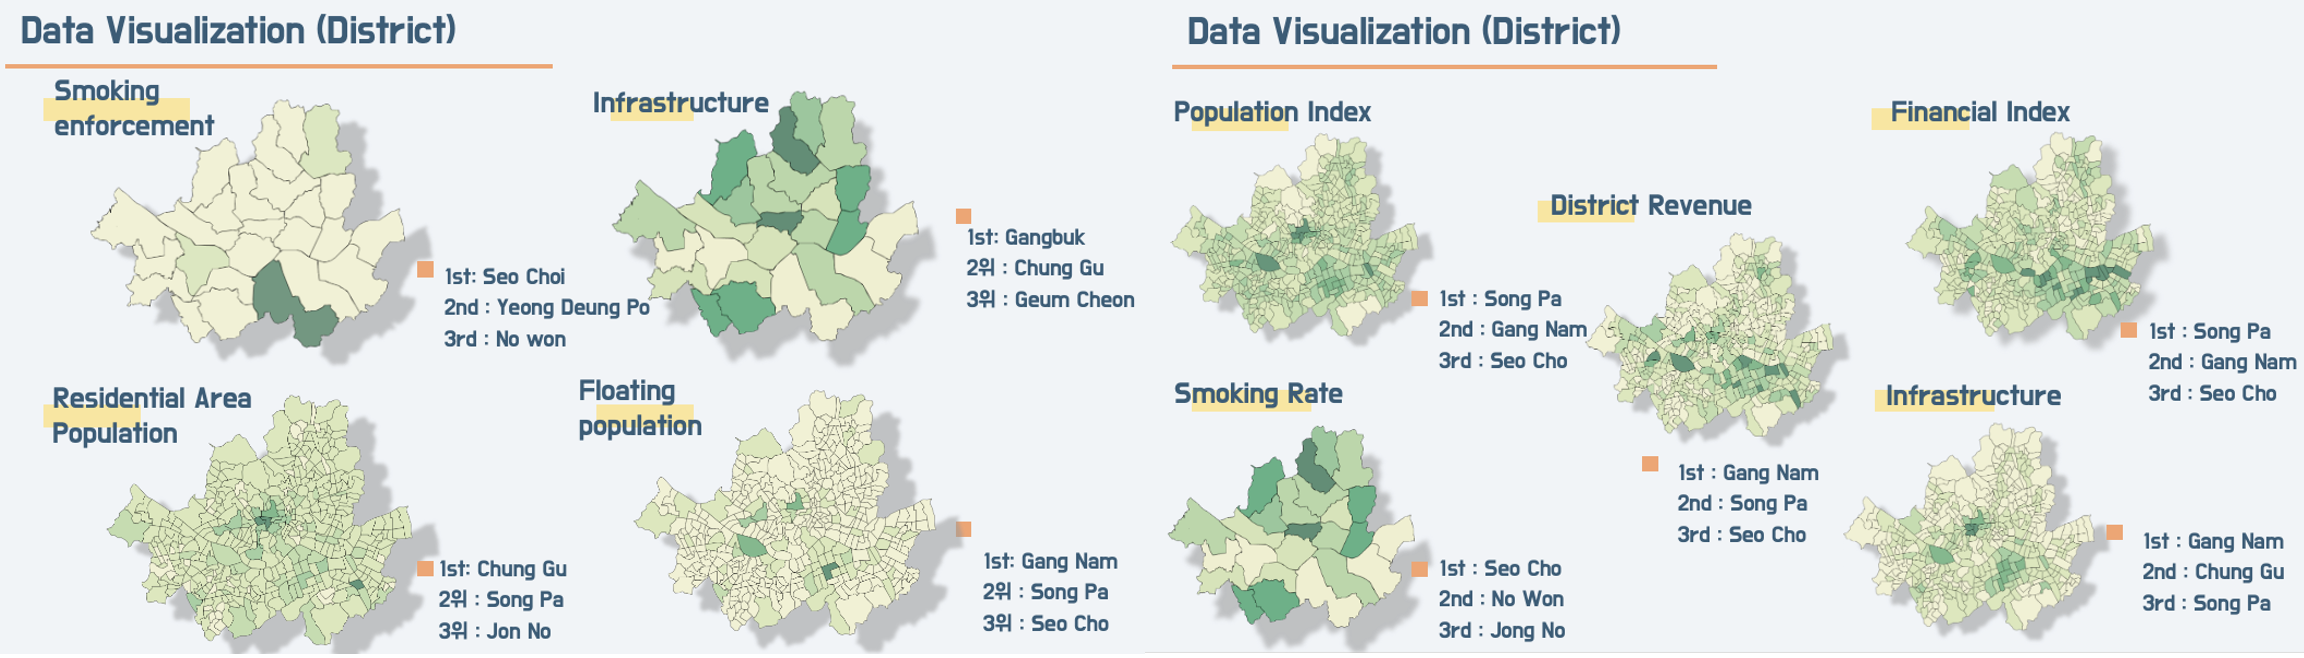 Data Visualization (District)
Smoking
enforcement
1st: Seo Choi
2nd : Yeong Deung Po
3rd : No won
Infrastructure
1st: Gangbuk
2위 : Chung Gu
3위 : Geum Cheon
Residential Area
Population
1st: Chung Gu
2위 : Song Pa
3위 : Jon No
Floating
population
1st: Gang Nam
2위 : Song Pa
3위 : Seo Cho
Data Visualization (District)
Population Index
1st : Song Pa
2nd : Gang Nam
3rd : Seo Cho
Financial Index
1st : Song Pa
2nd : Gang Nam
3rd : Seo Cho
District Revenue
1st : Gang Nam
2nd : Song Pa
3rd : Seo Cho
Smoking Rate
1st : Seo Cho
2nd : No Won
3rd : Jong No
Infrastructure
1st : Gang Nam
2nd : Chung Gu
3rd : Song Pa